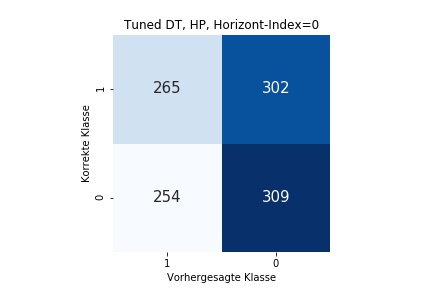 Tuned DT, HP, Horizont-Index=0
Korrekte Klasse
1
265 302
0
254 309
1 0
Vorhergesagte Klasse